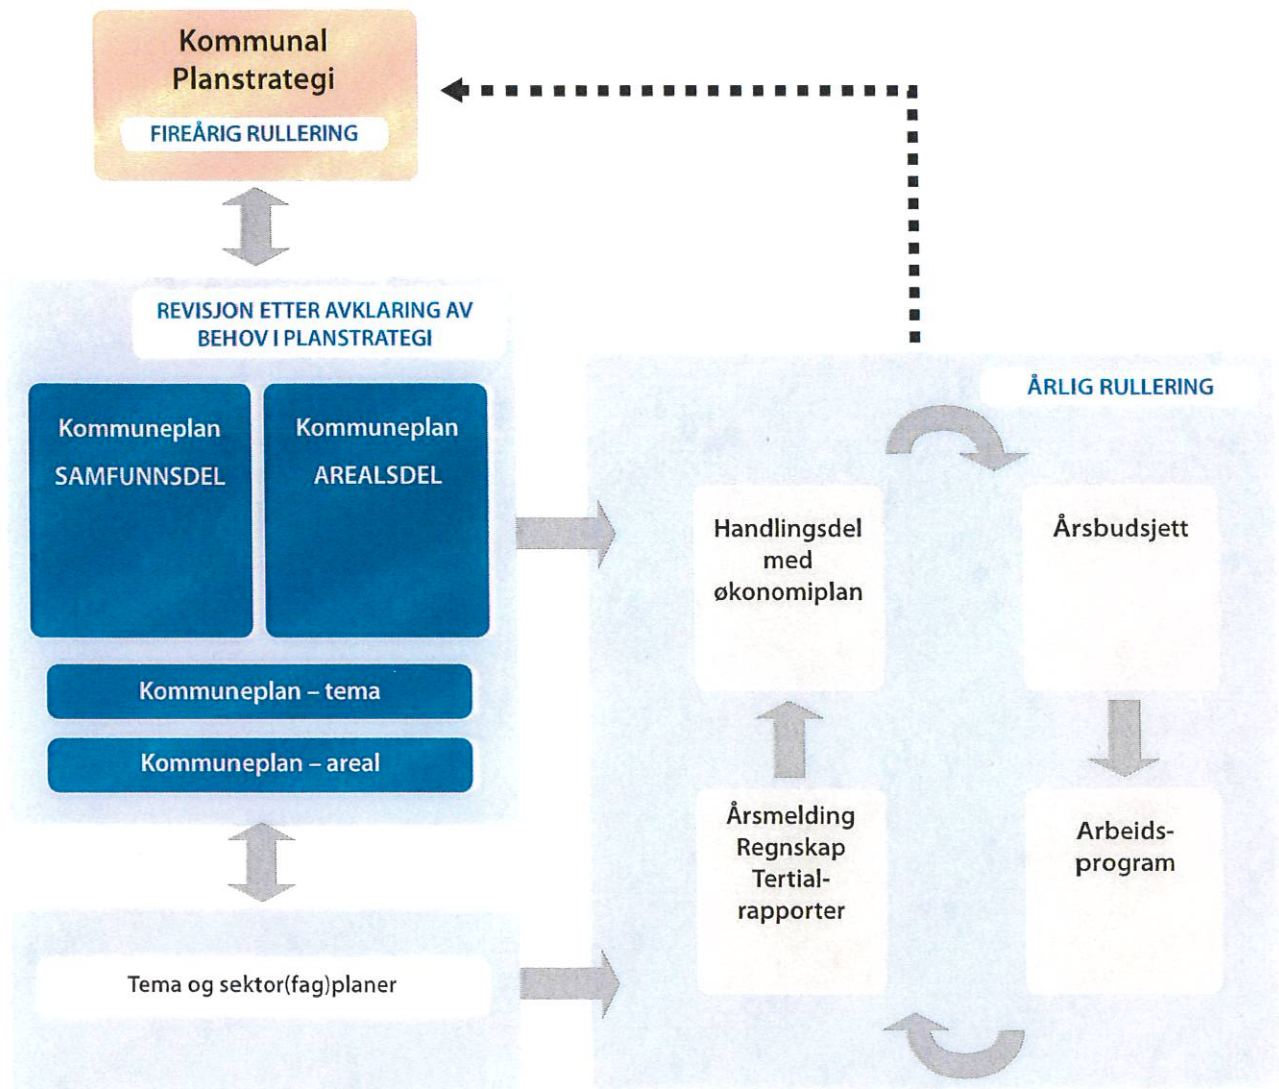 Kommunal
Planstrategi
FIREÅRIG RULLERING
REVISJON ETTER AVKLARING AV
BEHOV I PLANSTRATEGI
Kommuneplan
SAMFUNNSDEL
Kommuneplan
AREALSDEL
Kommuneplan – tema
Kommuneplan – areal
Tema og sektor(fag)planer
ÅRLIG RULLERING
Handlingsdel
med
økonomiplan
Årsbudsjett
Årsmelding
Regnskap
Tertial-
rapporter
Arbeids-
program